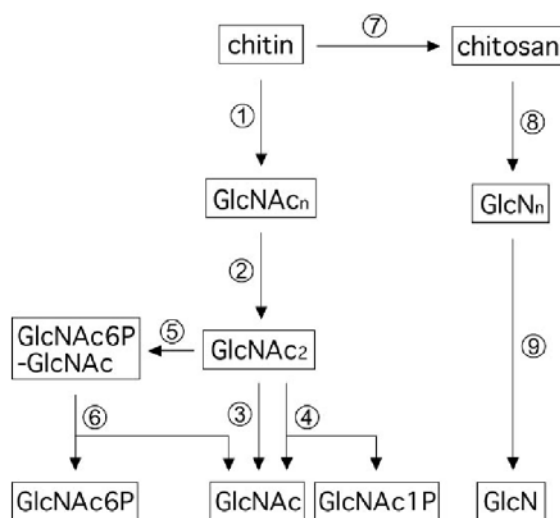 chitin ⑦ chitosan
① ⑧
GlcNAcn GlcNn
②
GlcNAc6P
-GlcNAc ⑤ GlcNAc2 ⑨
⑥ ③ ④
GlcNAc6P GlcNAc GlcNAc1P GlcN